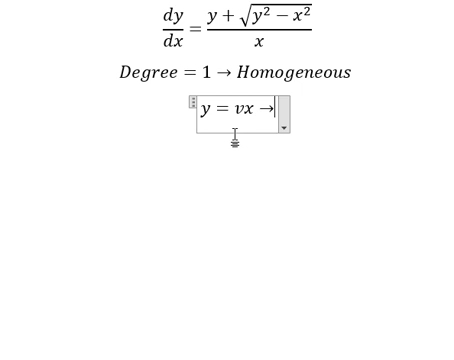 dy/dx = (y + √(y² − x²))/x
Degree = 1 → Homogeneous
y = vx →